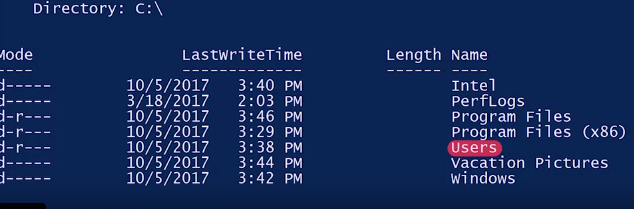 Directory: C:\
Mode LastWriteTime Length Name
---- ------------- ------ ----
d----- 10/5/2017 3:40 PM Intel
d----- 3/18/2017 2:03 PM PerfLogs
d-r--- 10/5/2017 3:46 PM Program Files
d-r--- 10/5/2017 3:29 PM Program Files (x86)
d-r--- 10/5/2017 3:38 PM Users
d----- 10/5/2017 3:44 PM Vacation Pictures
d----- 10/5/2017 3:42 PM Windows